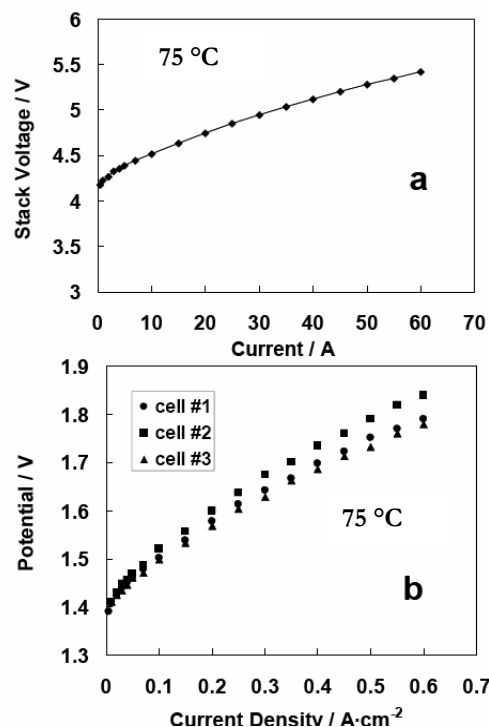 6
5.5
5
4.5
4
3.5
3
Stack Voltage / V
75 °C
a
0 10 20 30 40 50 60 70
Current / A
1.9
1.8
1.7
1.6
1.5
1.4
1.3
Potential / V
cell #1
cell #2
cell #3
75 °C
b
0 0.1 0.2 0.3 0.4 0.5 0.6 0.7
Current Density / A·cm⁻²